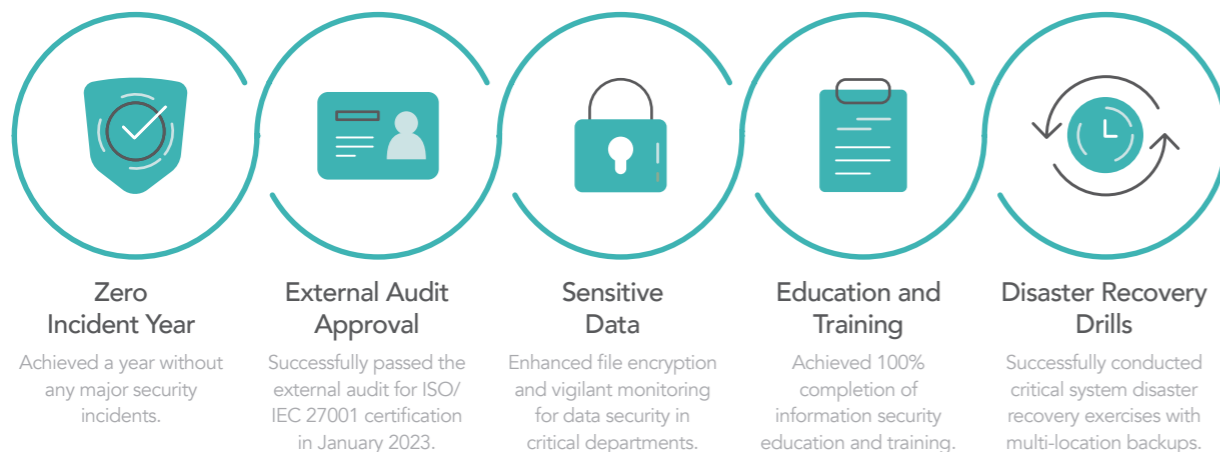 Zero
Incident Year
Achieved a year without
any major security
incidents.
External Audit
Approval
Successfully passed the
external audit for ISO/
IEC 27001 certification
in January 2023.
Sensitive
Data
Enhanced file encryption
and vigilant monitoring
for data security in
critical departments.
Education and
Training
Achieved 100%
completion of
information security
education and training.
Disaster Recovery
Drills
Successfully conducted
critical system disaster
recovery exercises with
multi-location backups.